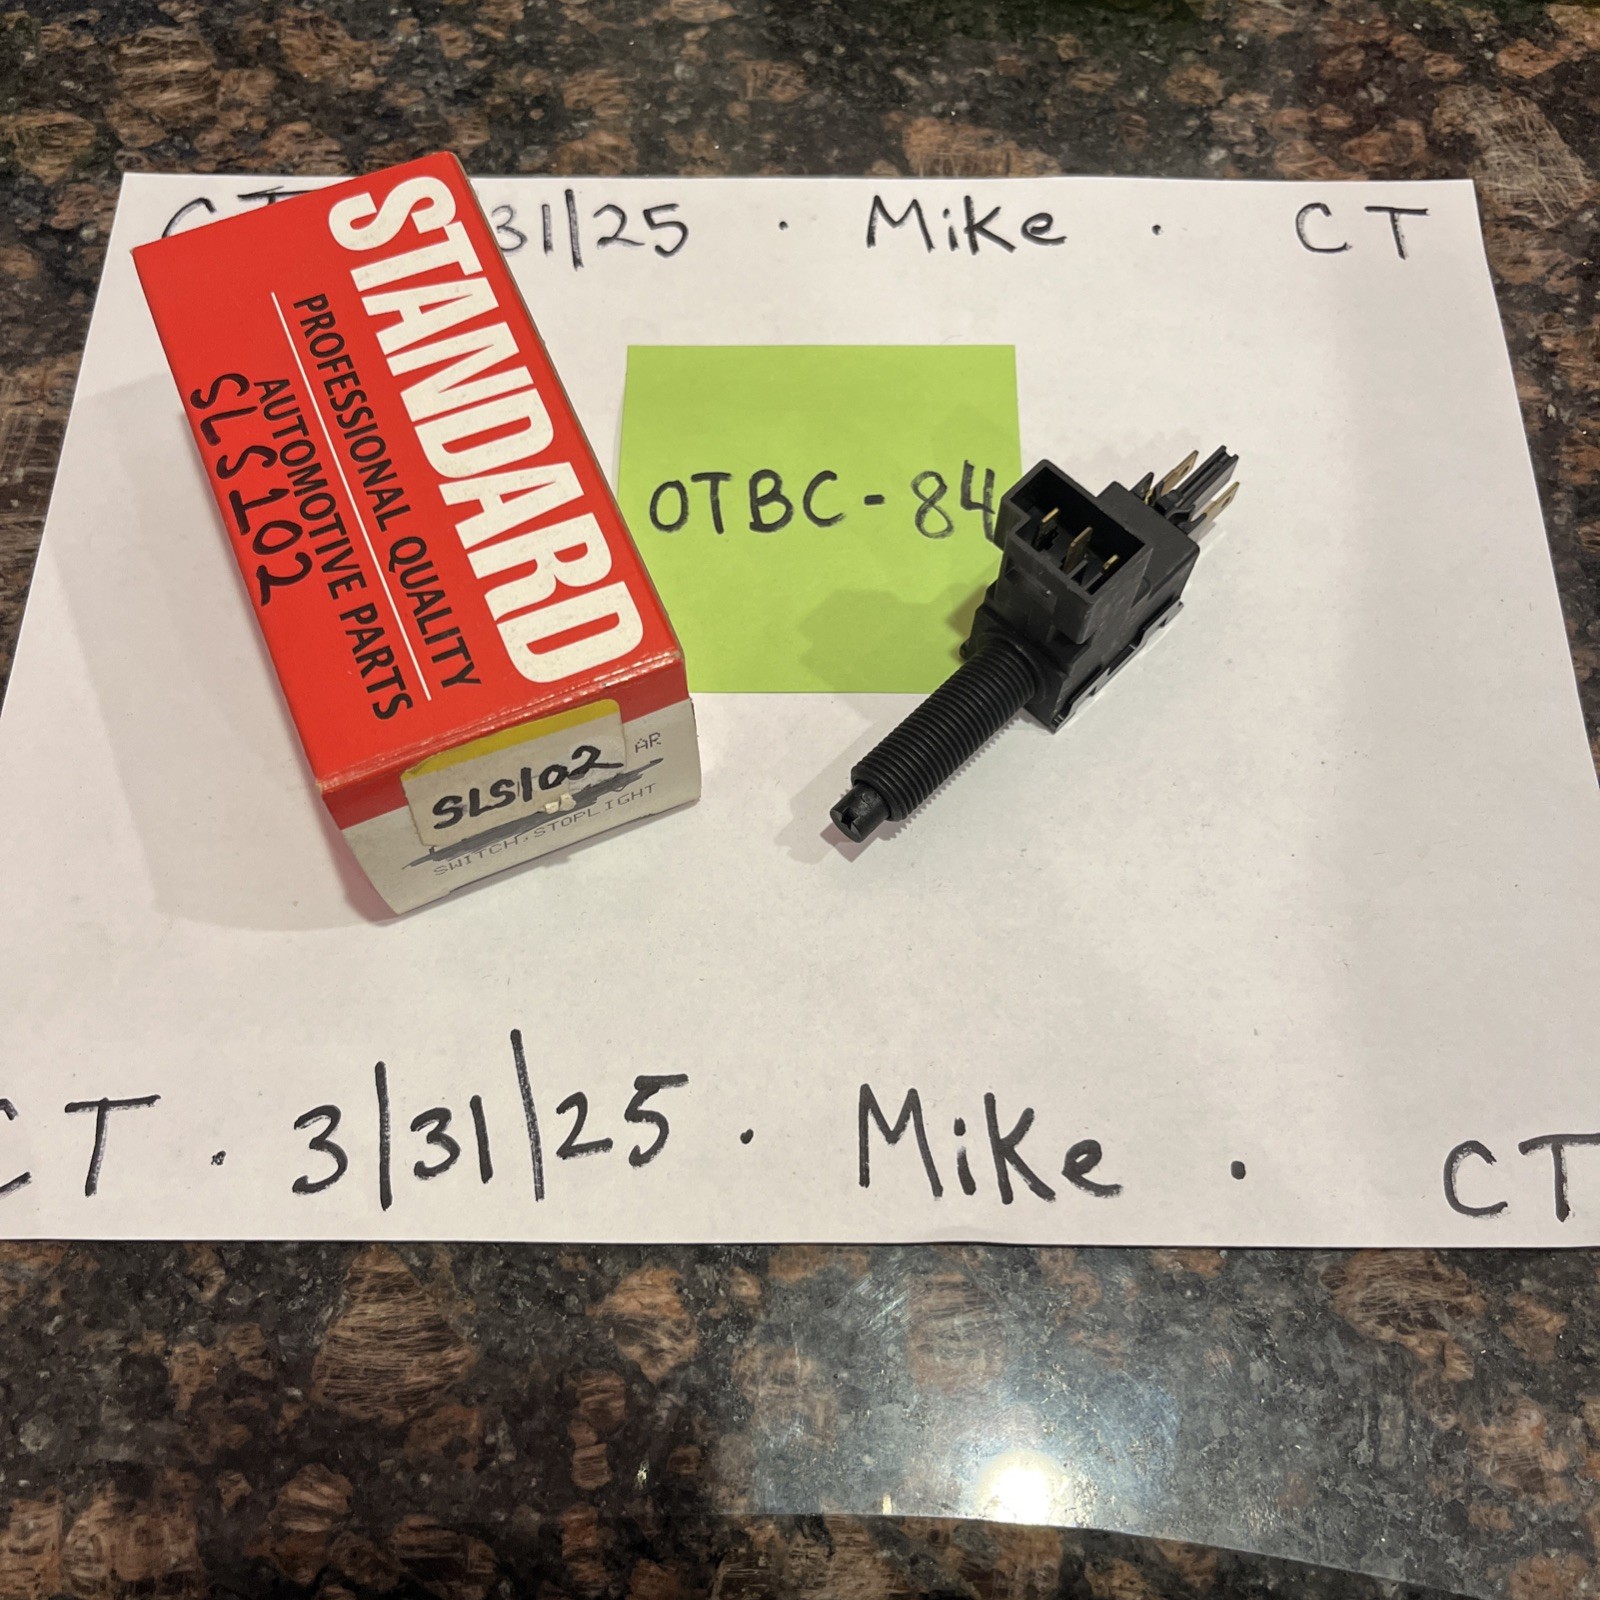 CT 31/25 · Mike · CT
STANDARD
PROFESSIONAL QUALITY
AUTOMOTIVE PARTS
SLS102
OTBC-84
SLS102 AR
SWITCH,STOPLIGHT
CT · 3/31/25 · Mike · CT